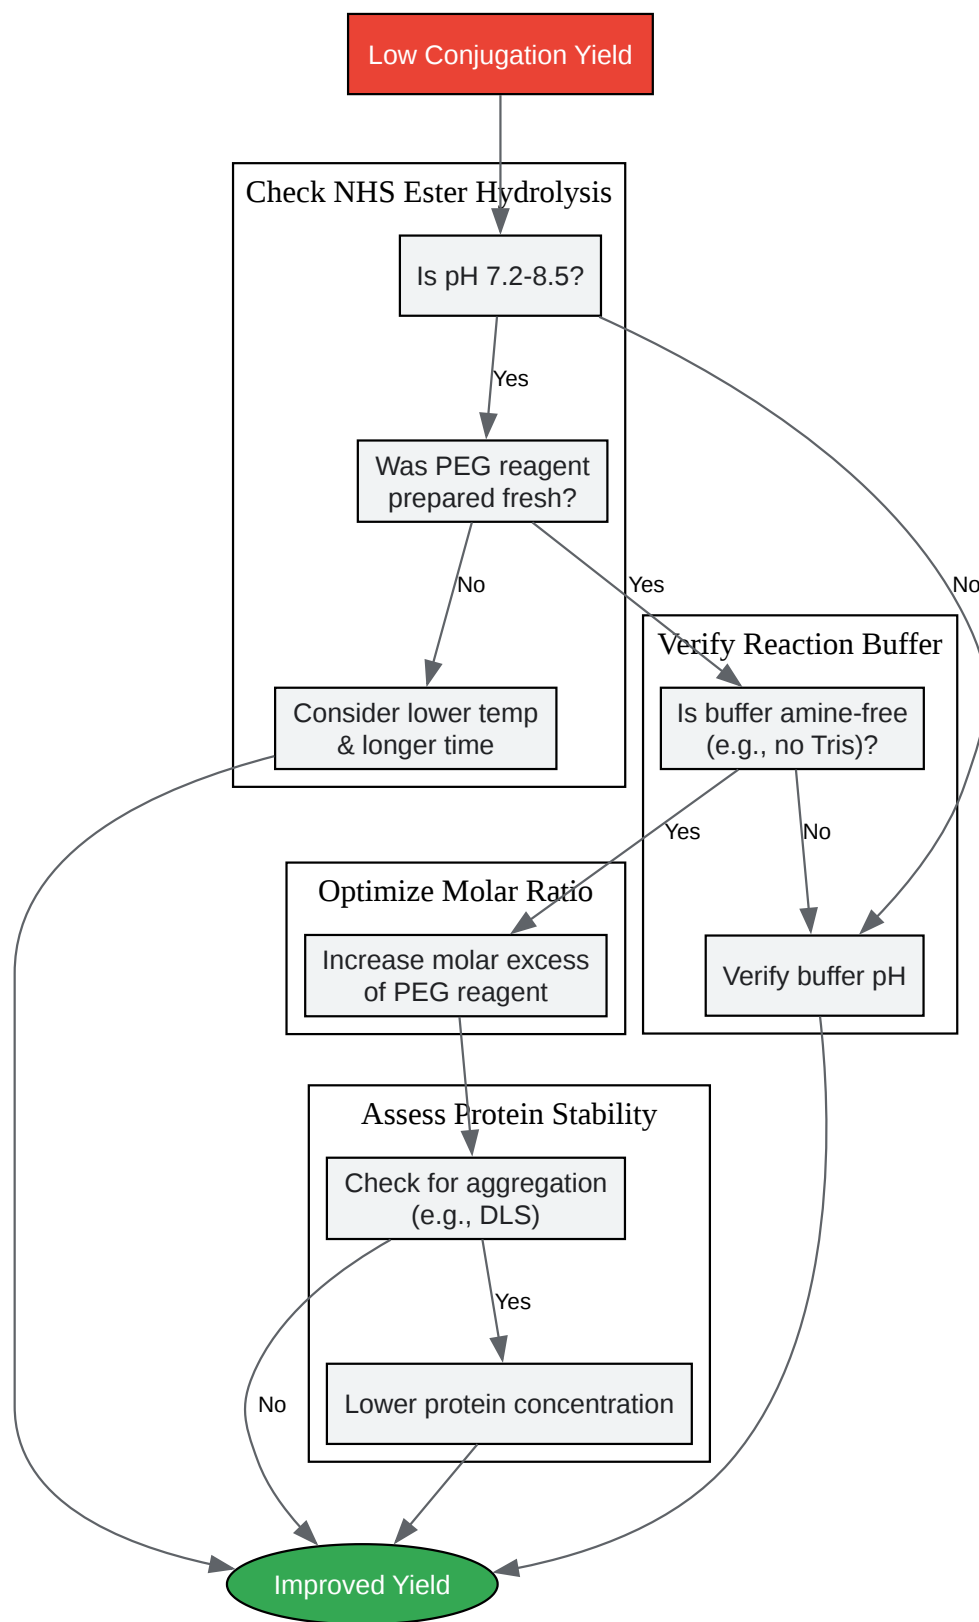 Low Conjugation Yield
Check NHS Ester Hydrolysis
Is pH 7.2-8.5?
Yes
Was PEG reagent
prepared fresh?
No
Yes
No
Verify Reaction Buffer
Consider lower temp
& longer time
Is buffer amine-free
(e.g., no Tris)?
Yes
No
Optimize Molar Ratio
Increase molar excess
of PEG reagent
Verify buffer pH
Assess Protein Stability
Check for aggregation
(e.g., DLS)
Yes
No
Lower protein concentration
Improved Yield